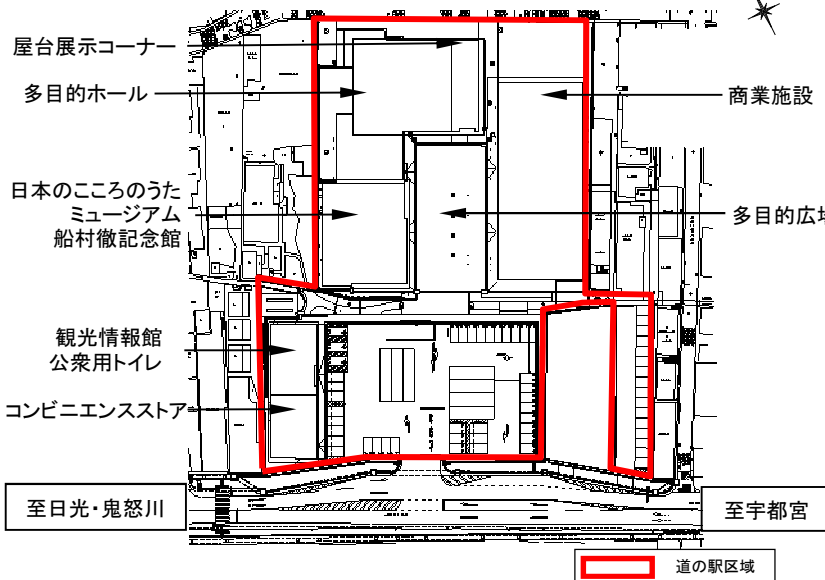 屋台展示コーナー
多目的ホール
商業施設
日本のこころのうた
ミュージアム
船村徹記念館
多目的広場
観光情報館
公衆用トイレ
コンビニエンスストア
至日光・鬼怒川
至宇都宮
道の駅区域